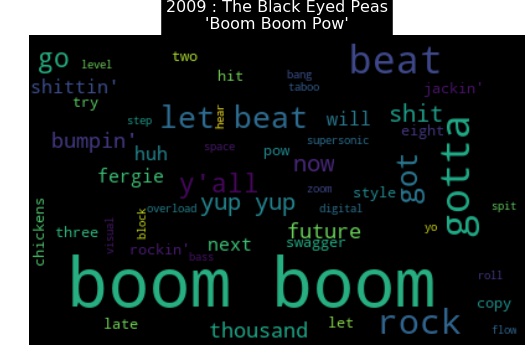 2009 : The Black Eyed Peas
'Boom Boom Pow'
go
level
two
beat
shittin'
hit
bang
taboo
jackin'
try
step
let
hear
beat
will
shit
bumpin'
huh
space
pow
supersonic
eight
now
got
gotta
fergie
y'all
zoom
style
chickens
yup yup
overload
digital
spit
three
visual
block
rockin'
bass
next
future
swagger
yo
boom boom
roll
copy
late
thousand
let
rock
flow